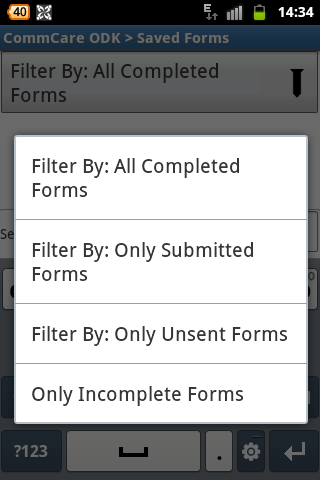 40
E
14:34
CommCare ODK > Saved Forms
Filter By: All Completed
Forms
Filter By: All Completed
Forms
Filter By: Only Submitted
Forms
Filter By: Only Unsent Forms
Only Incomplete Forms
?123
.